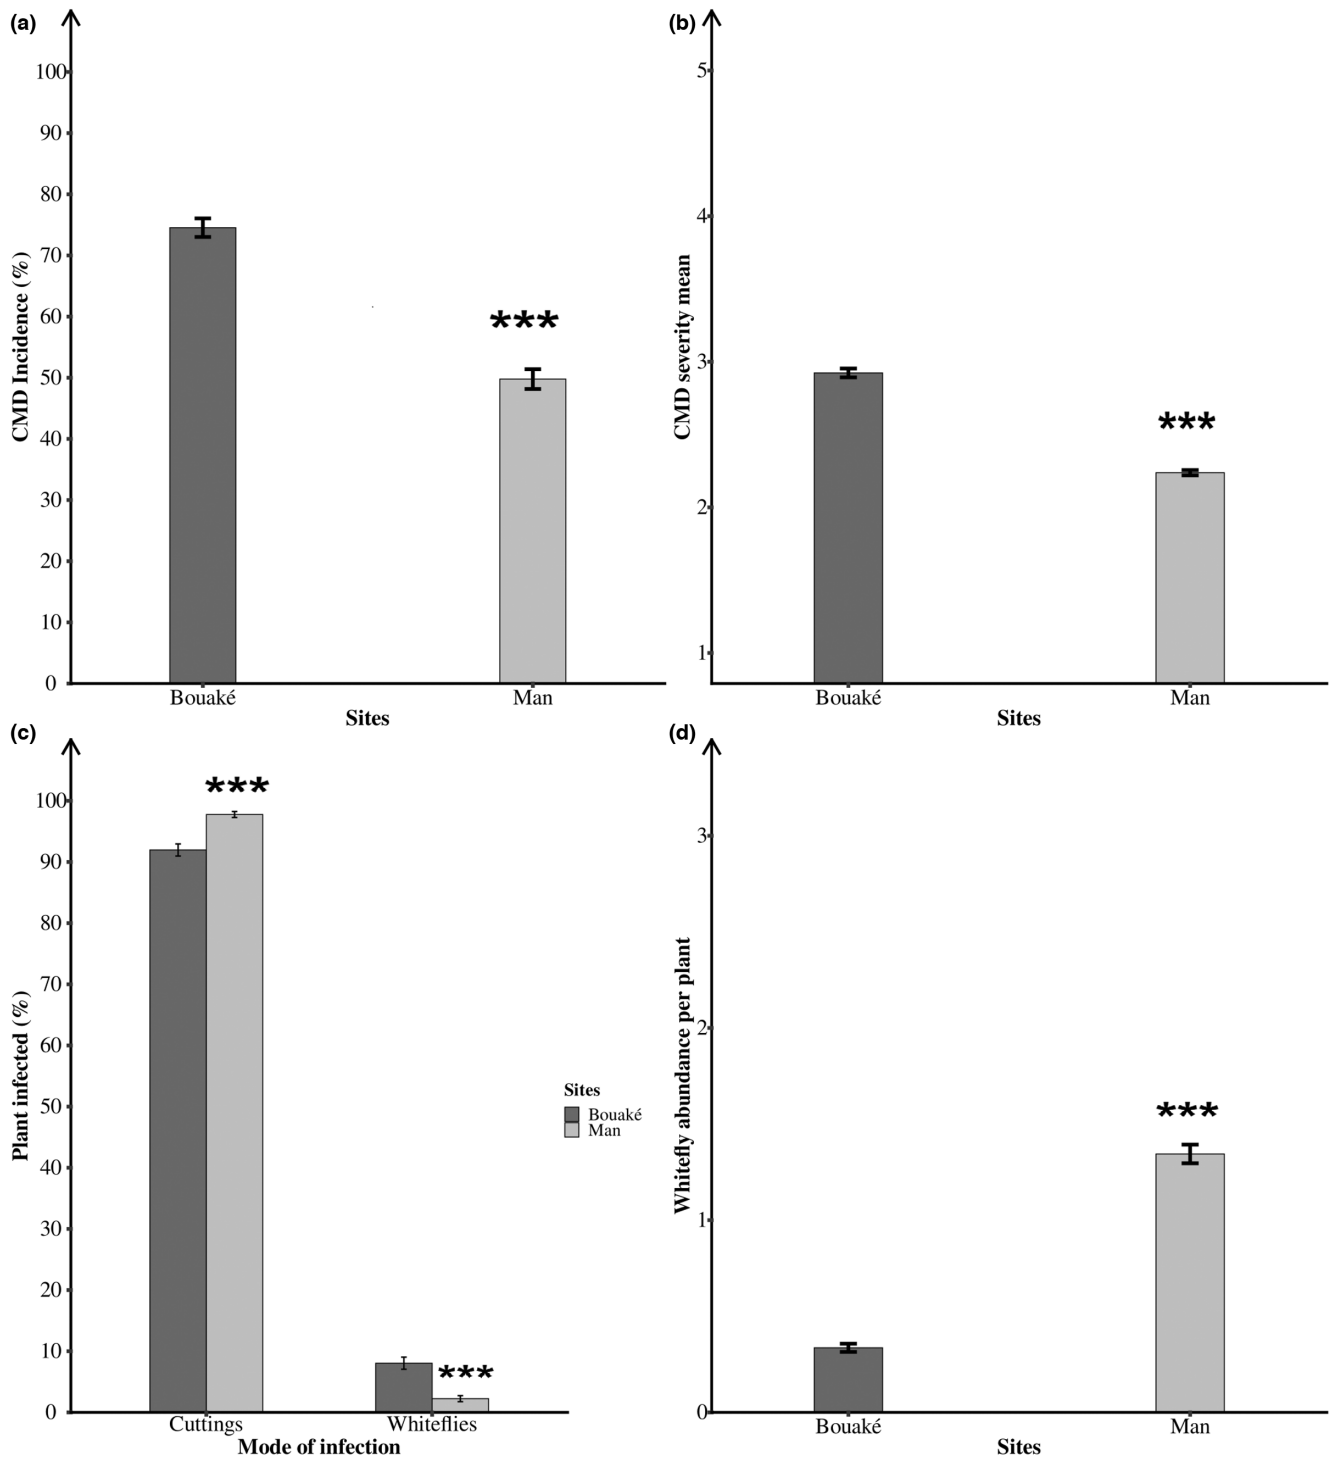 (a)
100
90
80
70
60
50
40
30
20
10
0
CMD Incidence (%)
***
Bouaké Man
Sites
(b)
5
4
3
2
1
CMD severity mean
***
Bouaké Man
Sites
(c)
100
90
80
70
60
50
40
30
20
10
0
Plant infected (%)
***
***
Cuttings Whiteflies
Mode of infection
Sites
Bouaké
Man
(d)
3
2
1
0
Whitefly abundance per plant
***
Bouaké Man
Sites